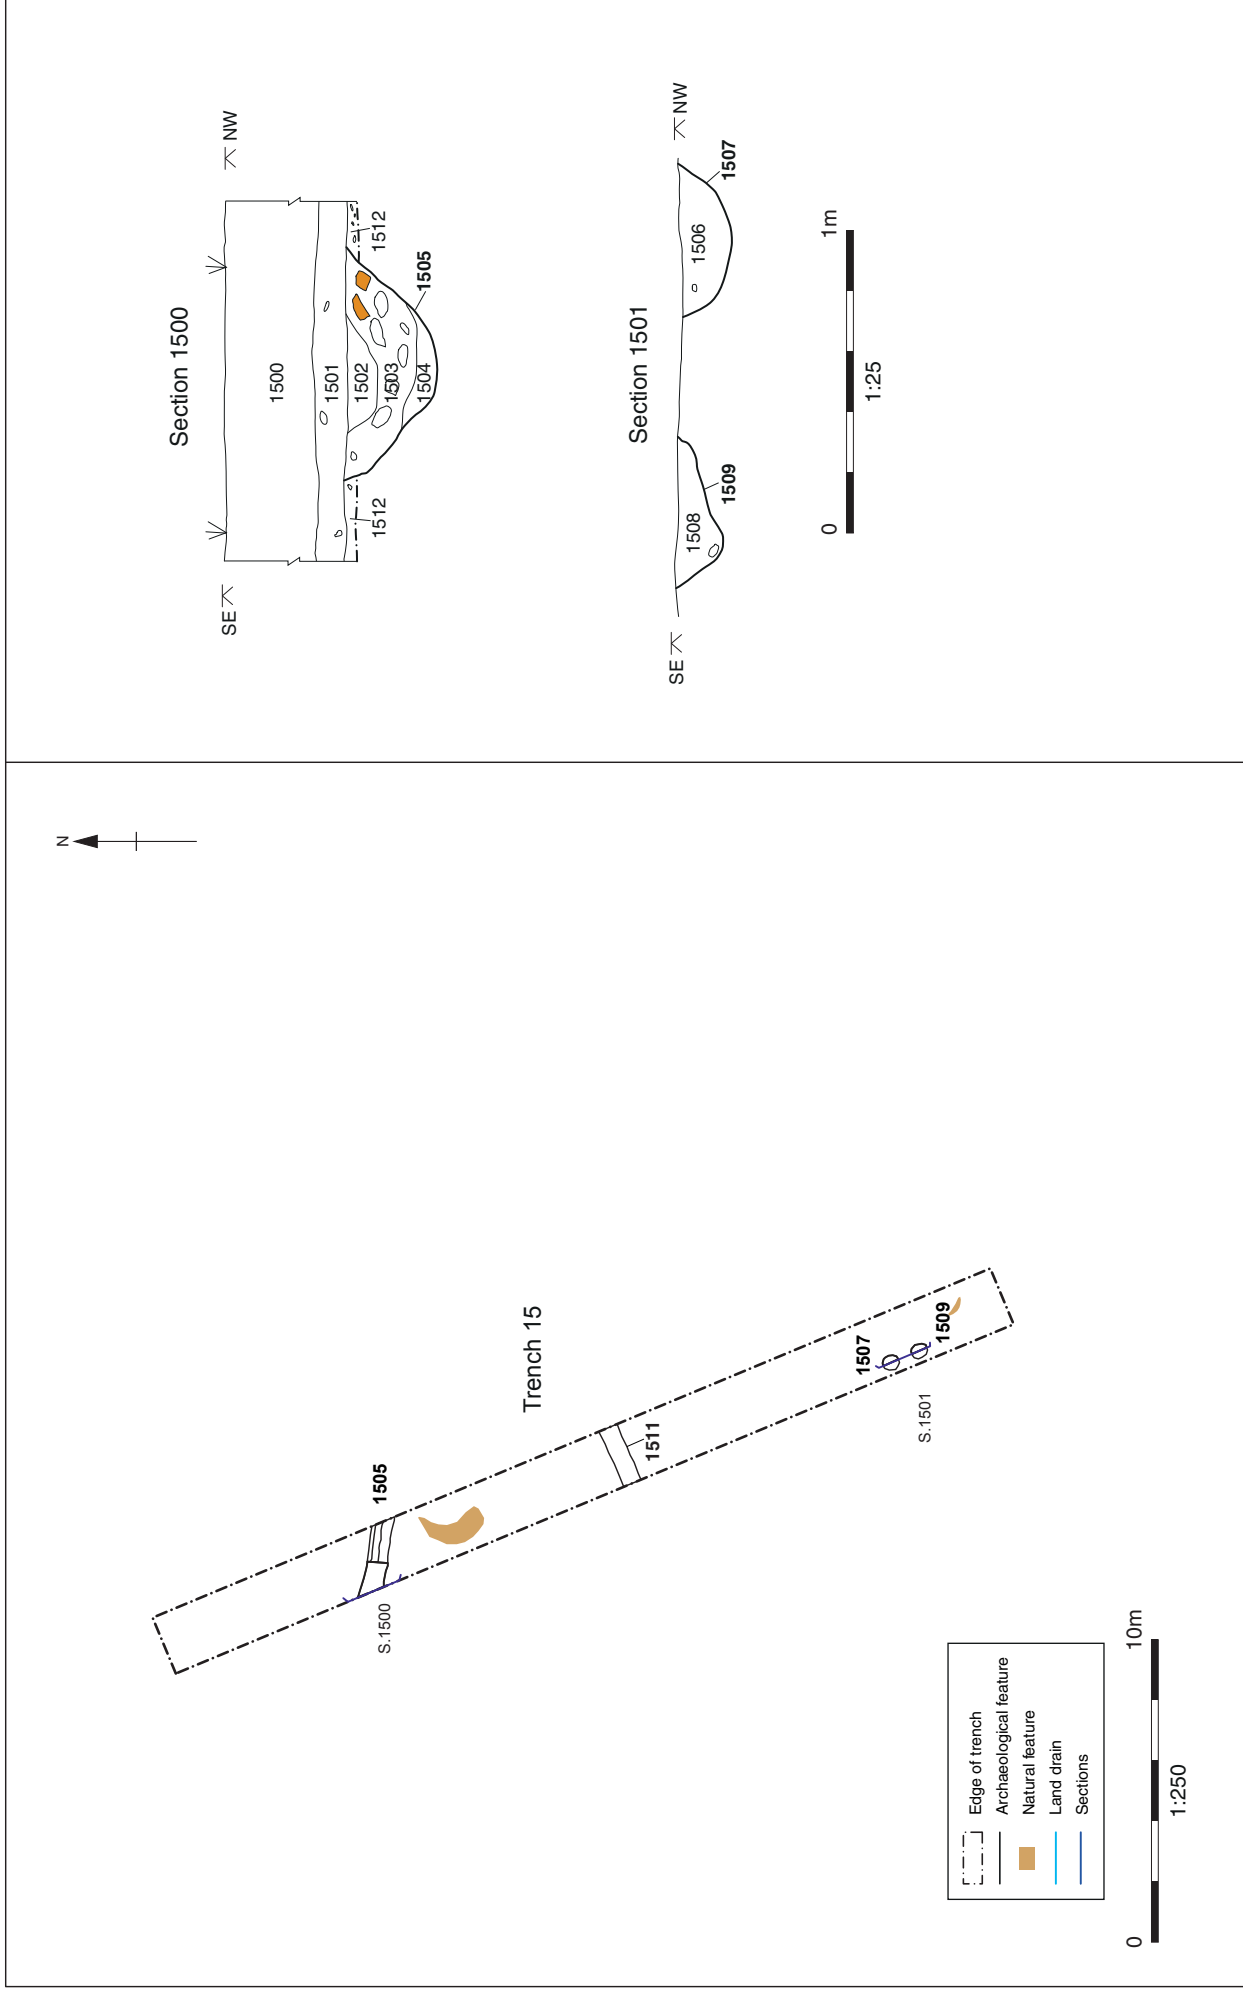 Section 1500
SE
NW
1500
1501
1502
1503
1504
1512
1512
1505
Section 1501
SE
NW
1508
1509
1506
1507
0
1m
1:25
N
Trench 15
1505
S.1500
1511
1507
1509
S.1501
Edge of trench
Archaeological feature
Natural feature
Land drain
Sections
0
10m
1:250